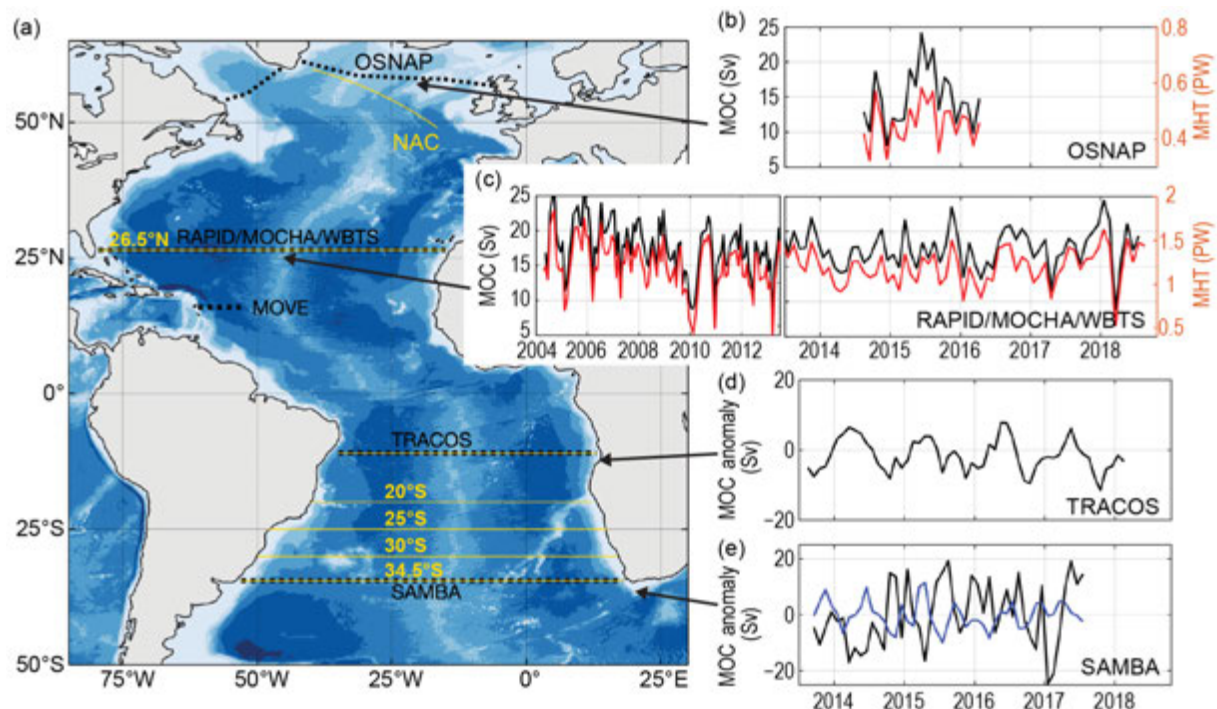 (a)
OSNAP
50°N
NAC
26.5°N RAPID/MOCHA/WBTS
25°N
MOVE
0°
TRACOS
20°S
25°S
25°S
30°S
34.5°S
SAMBA
50°S
75°W 50°W 25°W 0° 25°E
(b)
MOC (Sv)
25
20
15
10
5
0.8
0.6
0.4
MHT (PW)
OSNAP
(c)
MOC (Sv)
25
20
15
10
5
2004 2006 2008 2010 2012
2
1.5
1
0.5
MHT (PW)
RAPID/MOCHA/WBTS
2014 2015 2016 2017 2018
(d)
MOC anomaly
(Sv)
20
0
−20
TRACOS
(e)
MOC anomaly
(Sv)
20
0
−20
SAMBA
2014 2015 2016 2017 2018